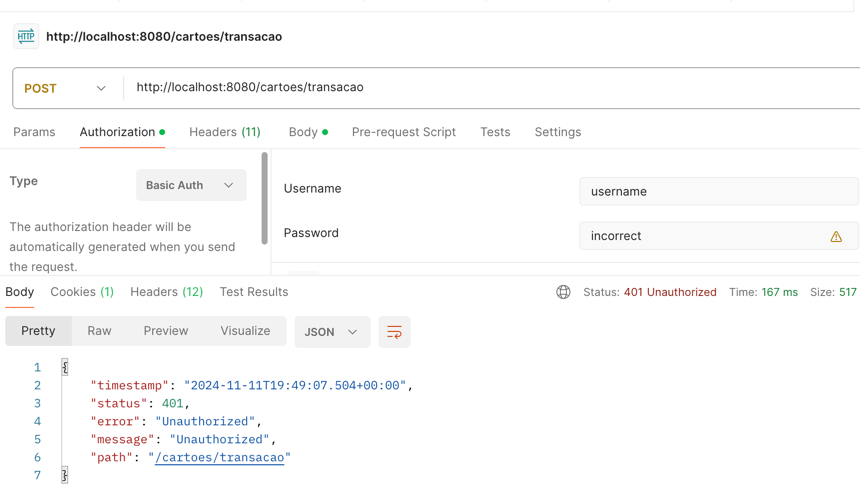 HTTP http://localhost:8080/cartoes/transacao
POST http://localhost:8080/cartoes/transacao
Params Authorization Headers (11) Body Pre-request Script Tests Settings
Type Basic Auth
The authorization header will be
automatically generated when you send
the request.
Username username
Password incorrect
Body Cookies (1) Headers (12) Test Results Status: 401 Unauthorized Time: 167 ms Size: 517
Pretty Raw Preview Visualize JSON
1 {
2 "timestamp": "2024-11-11T19:49:07.504+00:00",
3 "status": 401,
4 "error": "Unauthorized",
5 "message": "Unauthorized",
6 "path": "/cartoes/transacao"
7 }